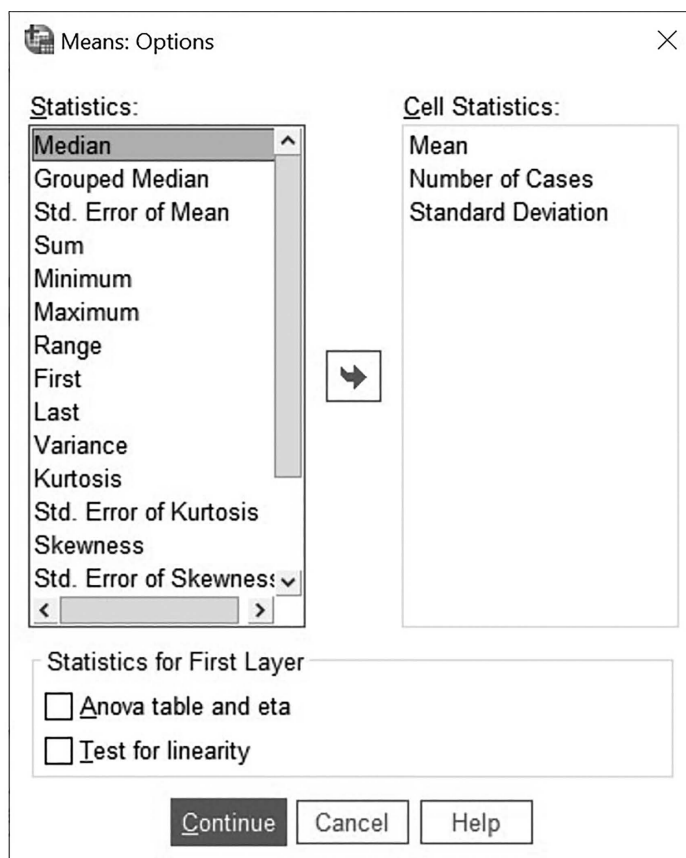 Means: Options
Statistics:
Median
Grouped Median
Std. Error of Mean
Sum
Minimum
Maximum
Range
First
Last
Variance
Kurtosis
Std. Error of Kurtosis
Skewness
Std. Error of Skewness
Cell Statistics:
Mean
Number of Cases
Standard Deviation
Statistics for First Layer
Anova table and eta
Test for linearity
Continue
Cancel
Help